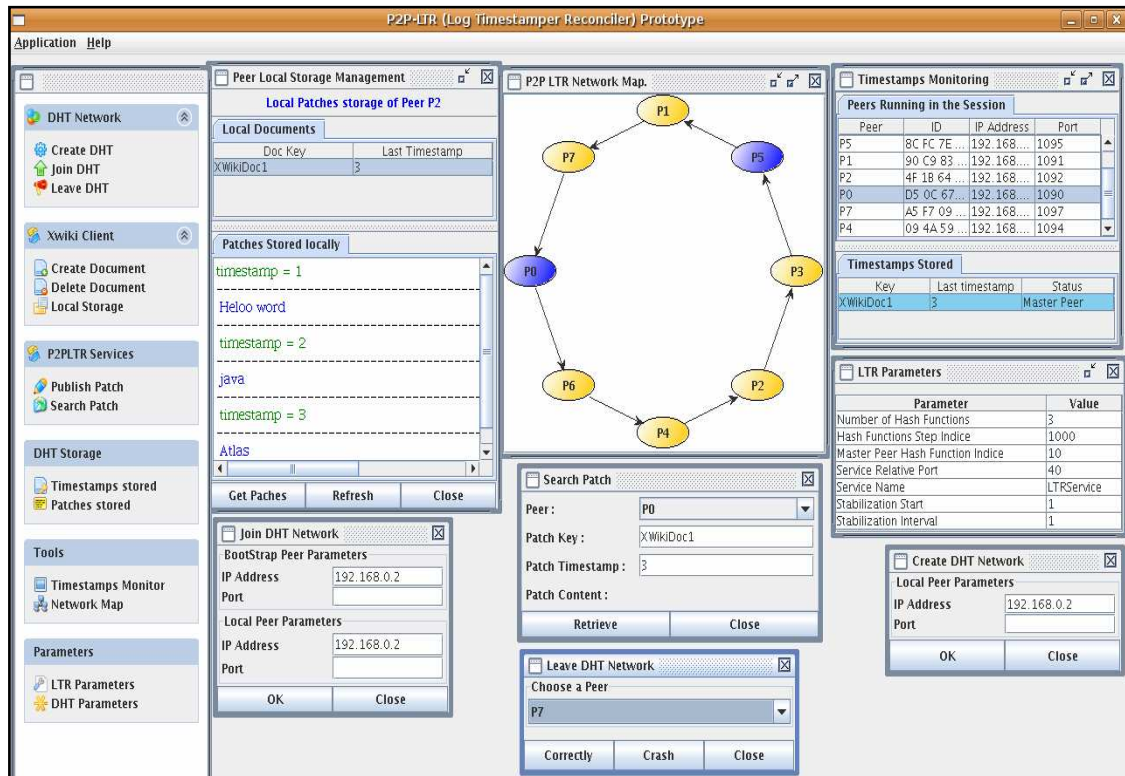 P2P-LTR (Log Timestamper Reconciler) Prototype
Application Help
DHT Network
Create DHT
Join DHT
Leave DHT
Xwiki Client
Create Document
Delete Document
Local Storage
P2PLTR Services
Publish Patch
Search Patch
DHT Storage
Timestamps stored
Patches stored
Tools
Timestamps Monitor
Network Map
Parameters
LTR Parameters
DHT Parameters
Peer Local Storage Management
Local Patches storage of Peer P2
Local Documents
Doc Key Last Timestamp
XWikiDoc1 3
Patches Stored locally
timestamp = 1
Heloo word
timestamp = 2
java
timestamp = 3
Atlas
Get Paches Refresh Close
P2P LTR Network Map.
P1
P7 P5
P0 P3
P6 P2
P4
Timestamps Monitoring
Peers Running in the Session
Peer ID IP Address Port
P5 8C FC 7E ... 192.168.... 1095
P1 90 C9 83 ... 192.168.... 1091
P2 4F 1B 64 ... 192.168.... 1092
P0 D5 0C 67... 192.168.... 1090
P7 A5 F7 09 ... 192.168.... 1097
P4 09 4A 59 ... 192.168.... 1094
Timestamps Stored
Key Last timestamp Status
XWikiDoc1 3 Master Peer
LTR Parameters
Parameter Value
Number of Hash Functions 3
Hash Functions Step Indice 1000
Master Peer Hash Function Indice 10
Service Relative Port 40
Service Name LTRService
Stabilization Start 1
Stabilization Interval 1
Join DHT Network
BootStrap Peer Parameters
IP Address 192.168.0.2
Port
Local Peer Parameters
IP Address 192.168.0.2
Port
OK Close
Search Patch
Peer : P0
Patch Key : XWikiDoc1
Patch Timestamp : 3
Patch Content :
Retrieve Close
Leave DHT Network
Choose a Peer
P7
Correctly Crash Close
Create DHT Network
Local Peer Parameters
IP Address 192.168.0.2
Port
OK Close